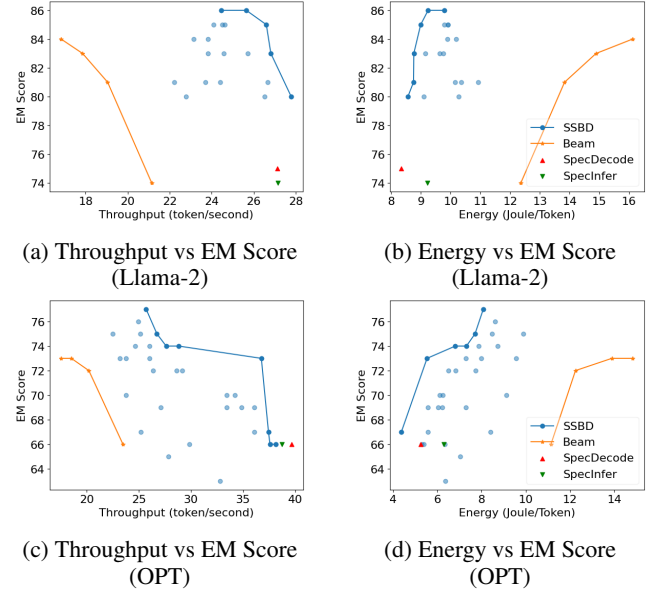 86
84
82
80
78
76
74
EM Score
18
20
22
24
26
28
Throughput (token/second)
86
84
82
80
78
76
74
EM Score
8
9
10
11
12
13
14
15
16
Energy (Joule/Token)
SSBD
Beam
SpecDecode
SpecInfer
(a) Throughput vs EM Score
(Llama-2)
(b) Energy vs EM Score
(Llama-2)
76
74
72
70
68
66
64
EM Score
20
25
30
35
40
Throughput (token/second)
76
74
72
70
68
66
64
EM Score
4
6
8
10
12
14
Energy (Joule/Token)
SSBD
Beam
SpecDecode
SpecInfer
(c) Throughput vs EM Score
(OPT)
(d) Energy vs EM Score
(OPT)